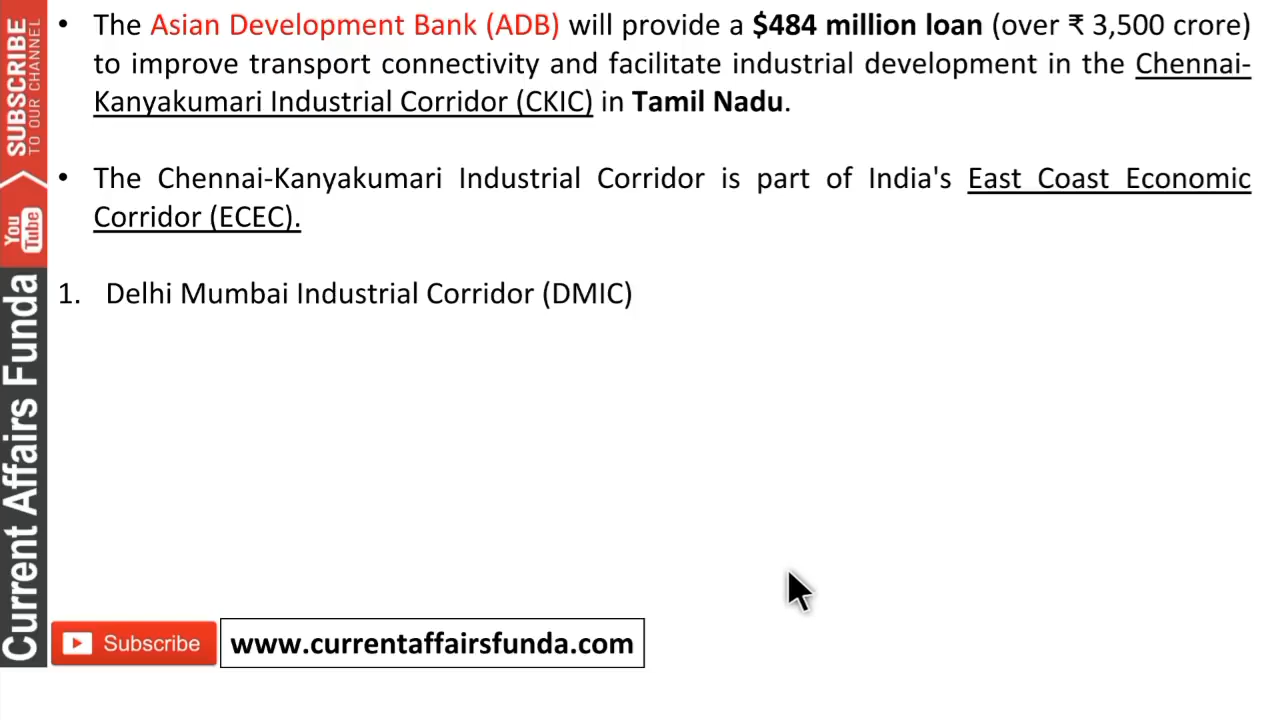 • The Asian Development Bank (ADB) will provide a $484 million loan (over ₹ 3,500 crore)
to improve transport connectivity and facilitate industrial development in the Chennai-
Kanyakumari Industrial Corridor (CKIC) in Tamil Nadu.
• The Chennai-Kanyakumari Industrial Corridor is part of India's East Coast Economic
Corridor (ECEC).
1. Delhi Mumbai Industrial Corridor (DMIC)
SUBSCRIBE
TO OUR CHANNEL
You
Tube
Current Affairs Funda
Subscribe
www.currentaffairsfunda.com